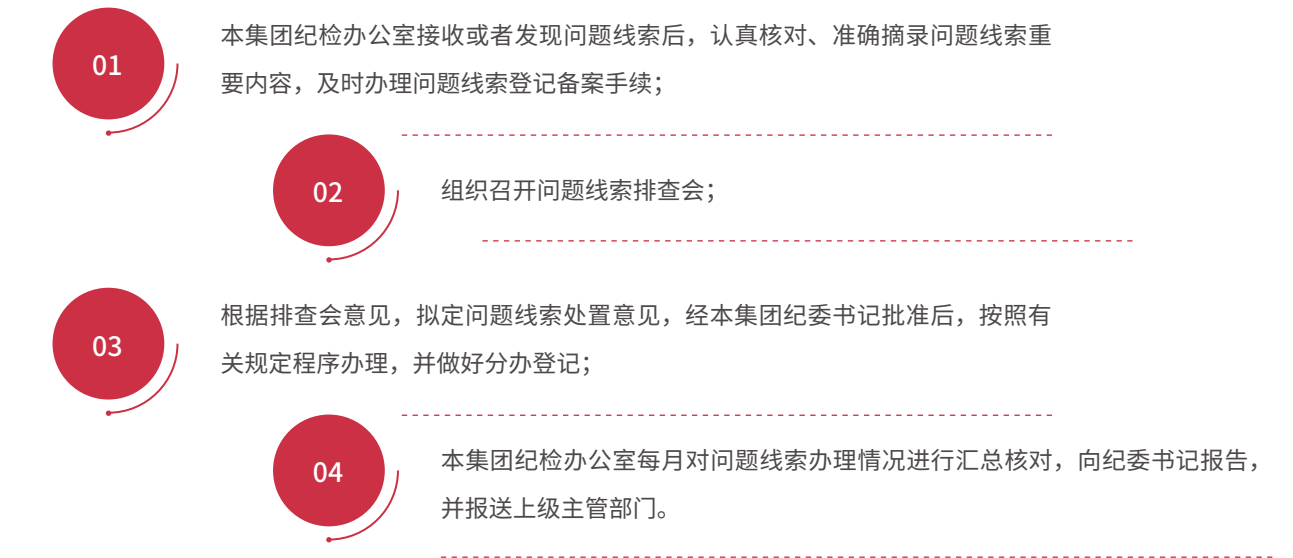 01
本集团纪检办公室接收或者发现问题线索后，认真核对、准确摘录问题线索重
要内容，及时办理问题线索登记备案手续；
02
组织召开问题线索排查会；
03
根据排查会意见，拟定问题线索处置意见，经本集团纪委书记批准后，按照有
关规定程序办理，并做好分办登记；
04
本集团纪检办公室每月对问题线索办理情况进行汇总核对，向纪委书记报告，
并报送上级主管部门。